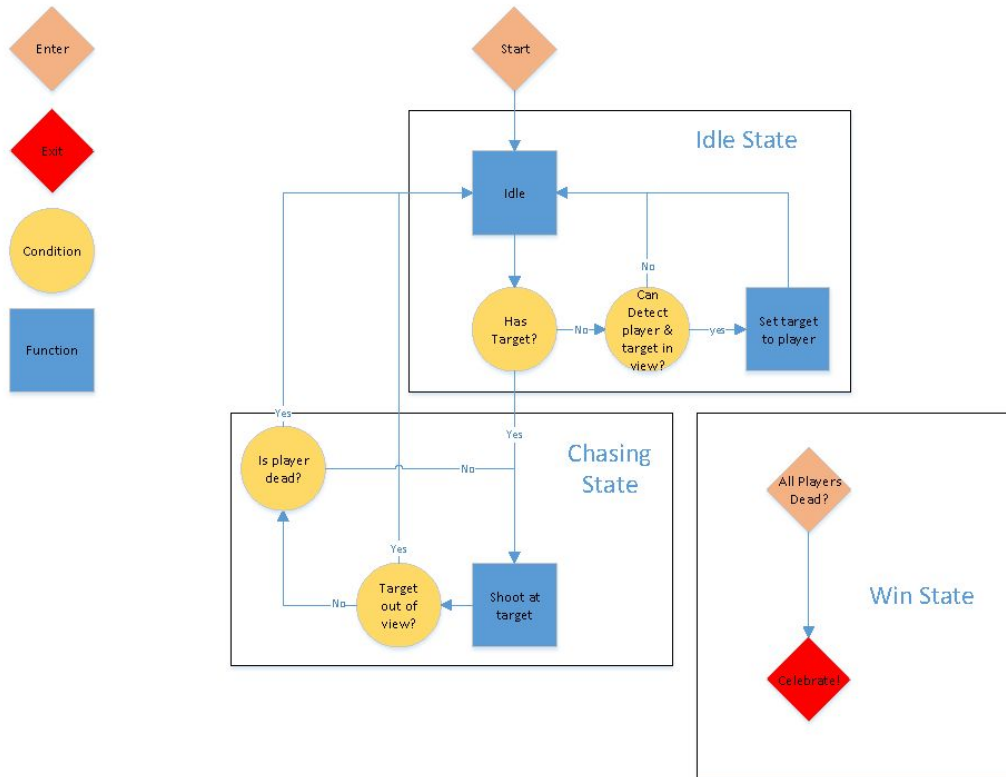 Enter
Exit
Condition
Function
Start
Idle State
Idle
Has
Target?
No
Can
Detect
player &
target in
view?
No
yes
Set target
to player
Yes
Chasing
State
Yes
Is player
dead?
No
Yes
Target
out of
view?
No
Shoot at
target
All Players
Dead?
Win State
Celebrate!